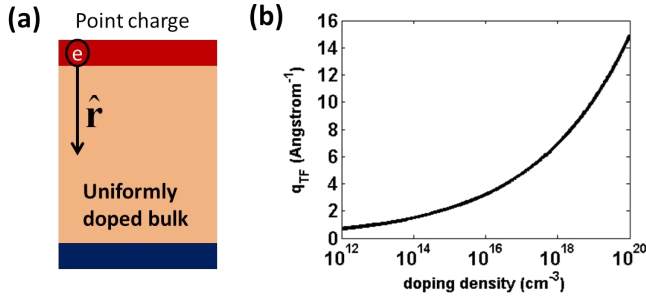 (a)
Point charge
e
r̂
Uniformly
doped bulk
(b)
16
14
12
10
8
6
4
2
0
10^12
10^14
10^16
10^18
10^20
q_TF (Angstrom^-1)
doping density (cm^-3)